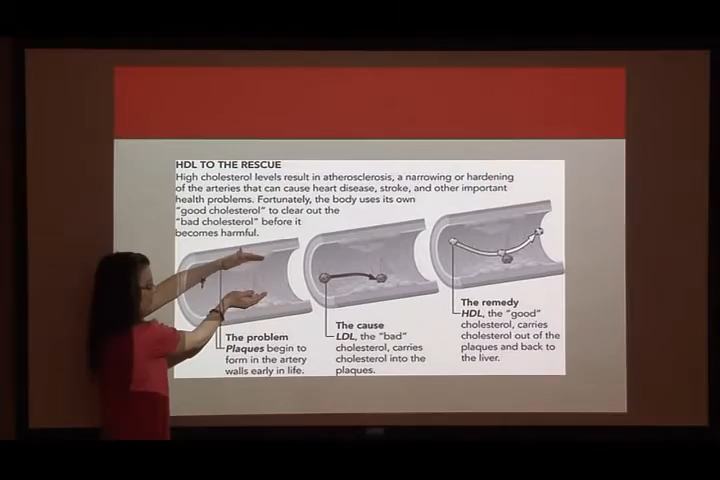 HDL TO THE RESCUE
High cholesterol levels result in atherosclerosis, a narrowing or hardening
of the arteries that can cause heart disease, stroke, and other important
health problems. Fortunately, the body uses its own
“good cholesterol” to clear out the
“bad cholesterol” before it
becomes harmful.
The problem
Plaques begin to
form in the artery
walls early in life.
The cause
LDL, the “bad”
cholesterol, carries
cholesterol into the
plaques.
The remedy
HDL, the “good”
cholesterol, carries
cholesterol out of the
plaques and back to
the liver.